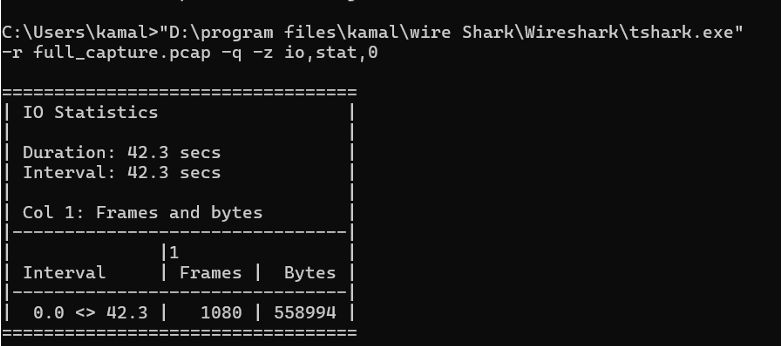 C:\Users\kamal>"D:\program files\kamal\wire Shark\Wireshark\tshark.exe"
-r full_capture.pcap -q -z io,stat,0

===================================
| IO Statistics                   |
|                                 |
| Duration: 42.3 secs             |
| Interval: 42.3 secs             |
|                                 |
| Col 1: Frames and bytes         |
|---------------------------------|
|              |1                 |
| Interval     | Frames |  Bytes  |
|---------------------------------|
|  0.0 <> 42.3 |   1080 | 558994 |
===================================